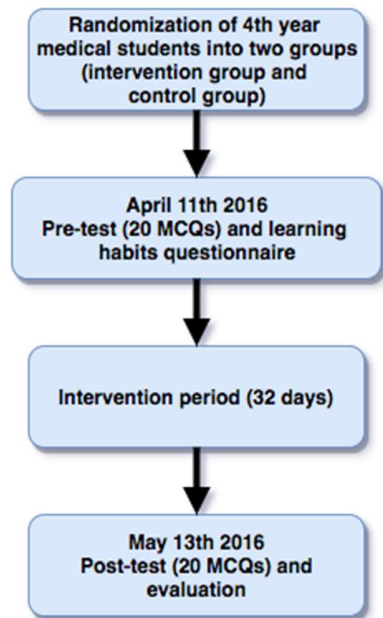 Randomization of 4th year
medical students into two groups
(intervention group and
control group)
April 11th 2016
Pre-test (20 MCQs) and learning
habits questionnaire
Intervention period (32 days)
May 13th 2016
Post-test (20 MCQs) and
evaluation